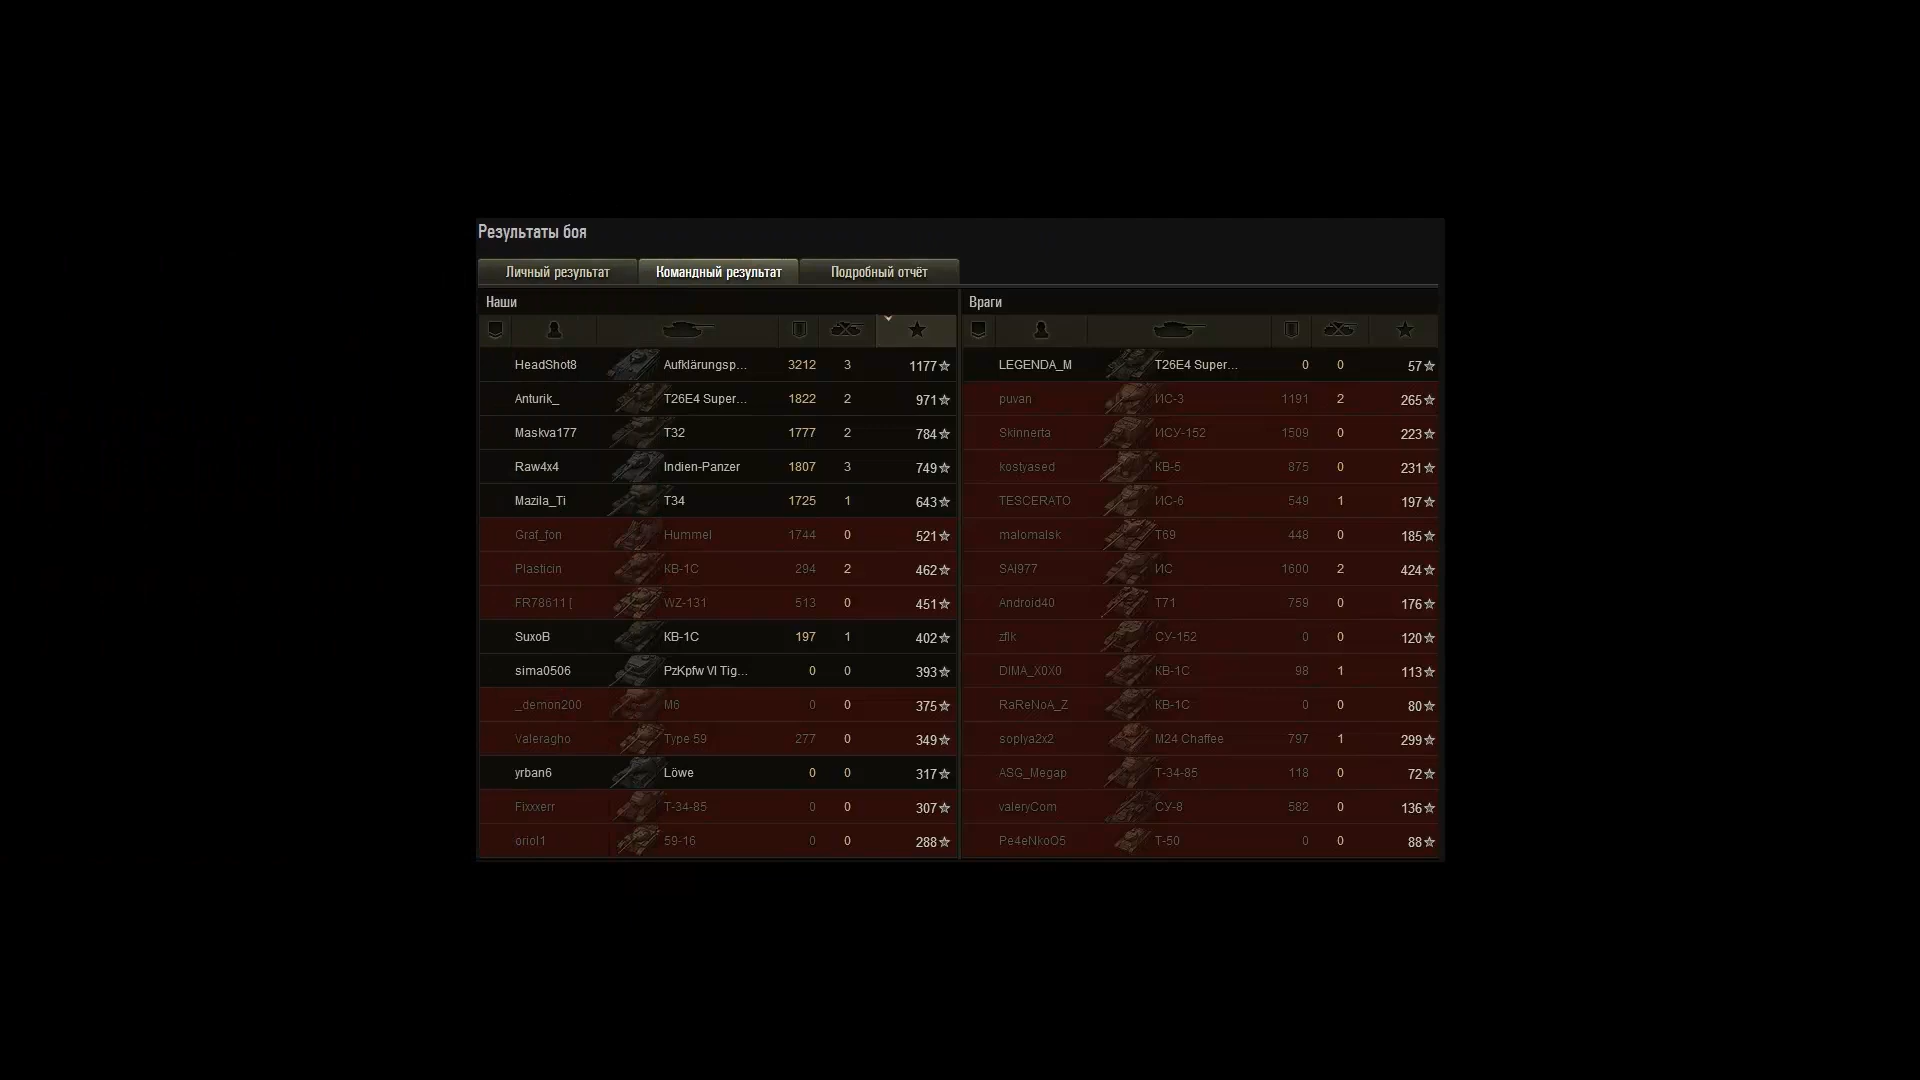 Результаты боя
Личный результат Командный результат Подробный отчёт
Наши Враги
HeadShot8 Aufklärungsp... 3212 3 1177 LEGENDA_M T26E4 Super... 0 0 57
Anturik_ T26E4 Super... 1822 2 971 puvan ИС-3 1191 2 265
Maskva177 T32 1777 2 784 Skinnerta ИСУ-152 1509 0 223
Raw4x4 Indien-Panzer 1807 3 749 kostyased КВ-5 875 0 231
Mazila_Ti T34 1725 1 643 TESCERATO ИС-6 549 1 197
Graf_fon Hummel 1744 0 521 malomalsk T69 448 0 185
Plasticin КВ-1С 294 2 462 SAI977 ИС 1600 2 424
FR78611 [ WZ-131 513 0 451 Android40 T71 759 0 176
SuxoB КВ-1С 197 1 402 zflk СУ-152 0 0 120
sima0506 PzKpfw VI Tig... 0 0 393 DIMA_X0X0 КВ-1С 98 1 113
_demon200 M6 0 0 375 RaReNoA_Z КВ-1С 0 0 80
Valeragho Type 59 277 0 349 soplya2x2 M24 Chaffee 797 1 299
yrban6 Löwe 0 0 317 ASG_Megap Т-34-85 118 0 72
Fixxxerr Т-34-85 0 0 307 valeryCom СУ-8 582 0 136
oriol1 59-16 0 0 288 Pe4eNkoO5 Т-50 0 0 88